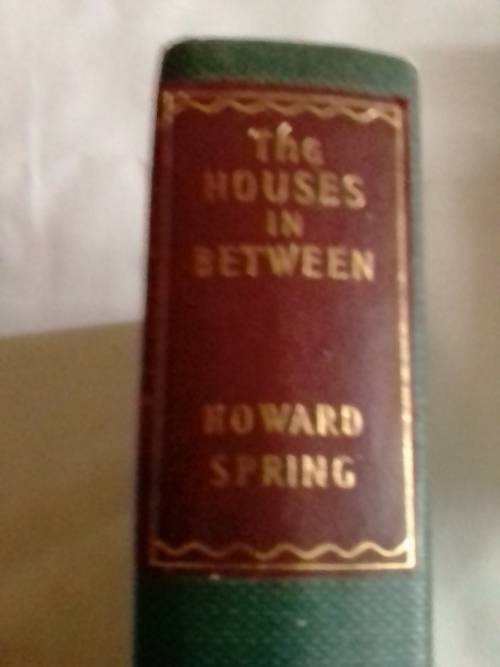 The
HOUSES
IN
BETWEEN
HOWARD
SPRING